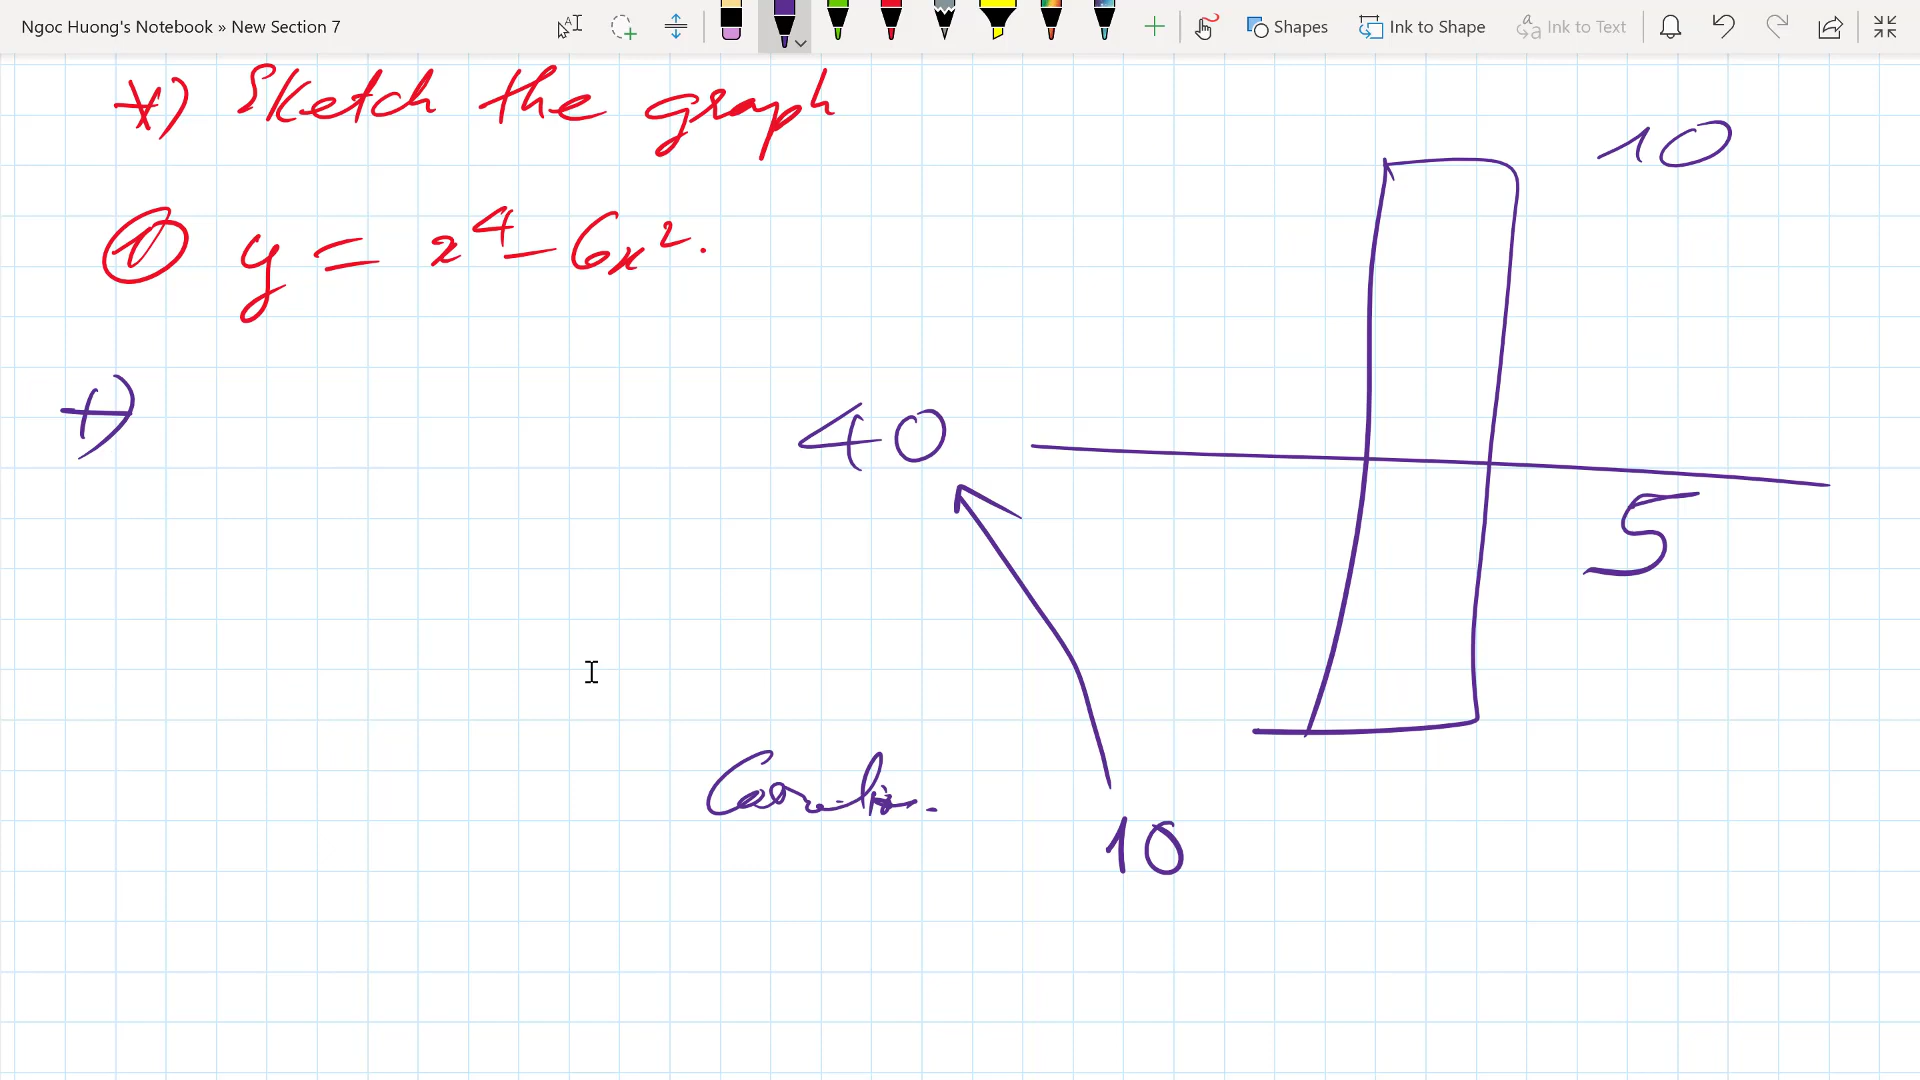 Ngoc Huong's Notebook » New Section 7
Shapes
Ink to Shape
Ink to Text
*) Sketch the graph
10
① y = x⁴ – 6x².
+)
40
5
10